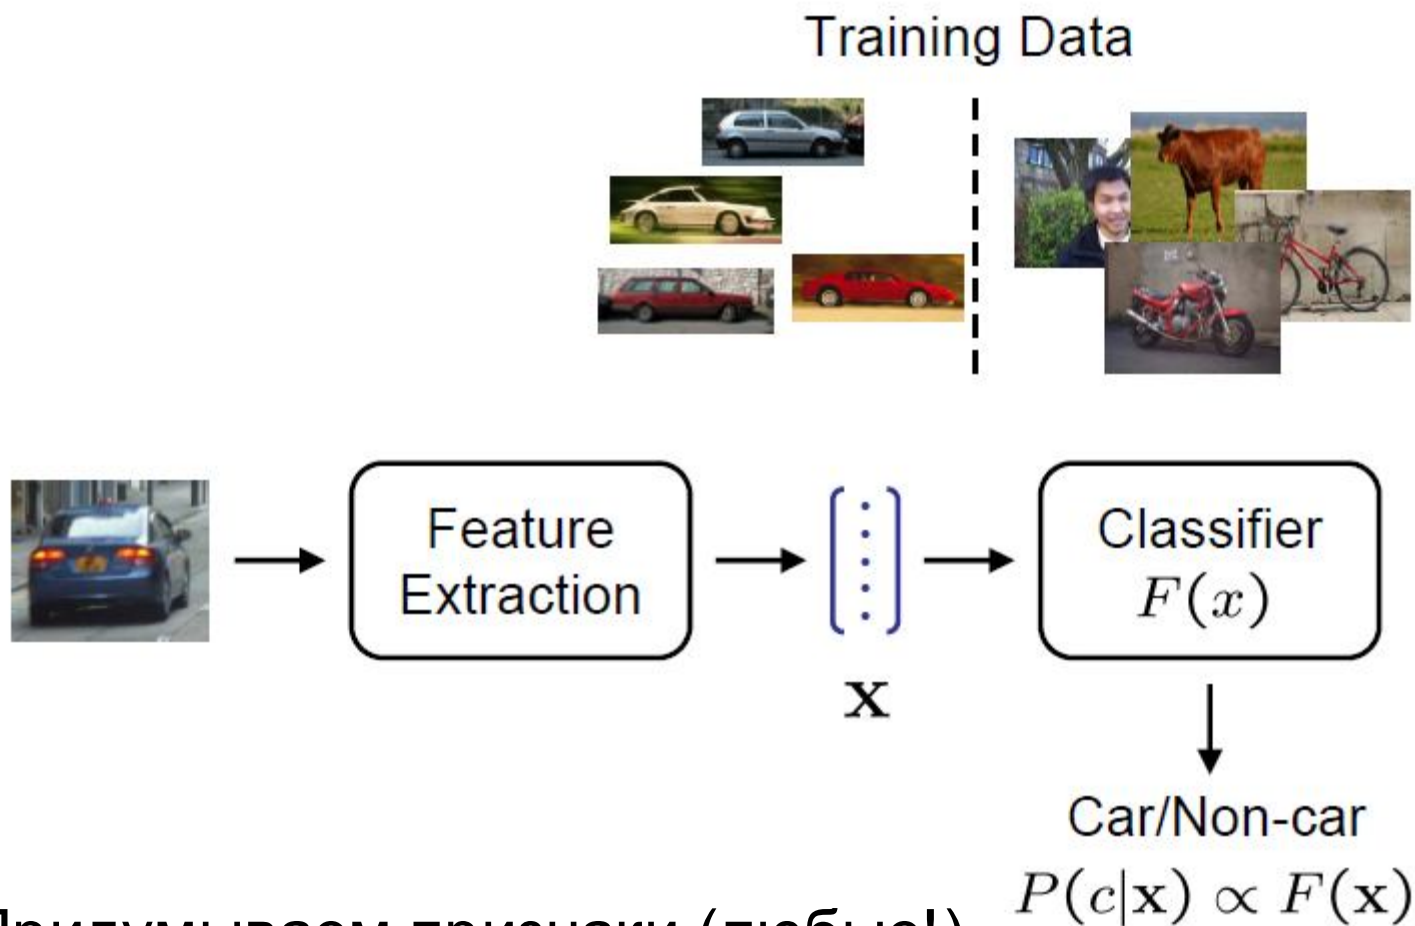 Training Data
Feature
Extraction
x
Classifier
F(x)
Car/Non-car
P(c|x) ∝ F(x)
Придумываем признаки (любые!)